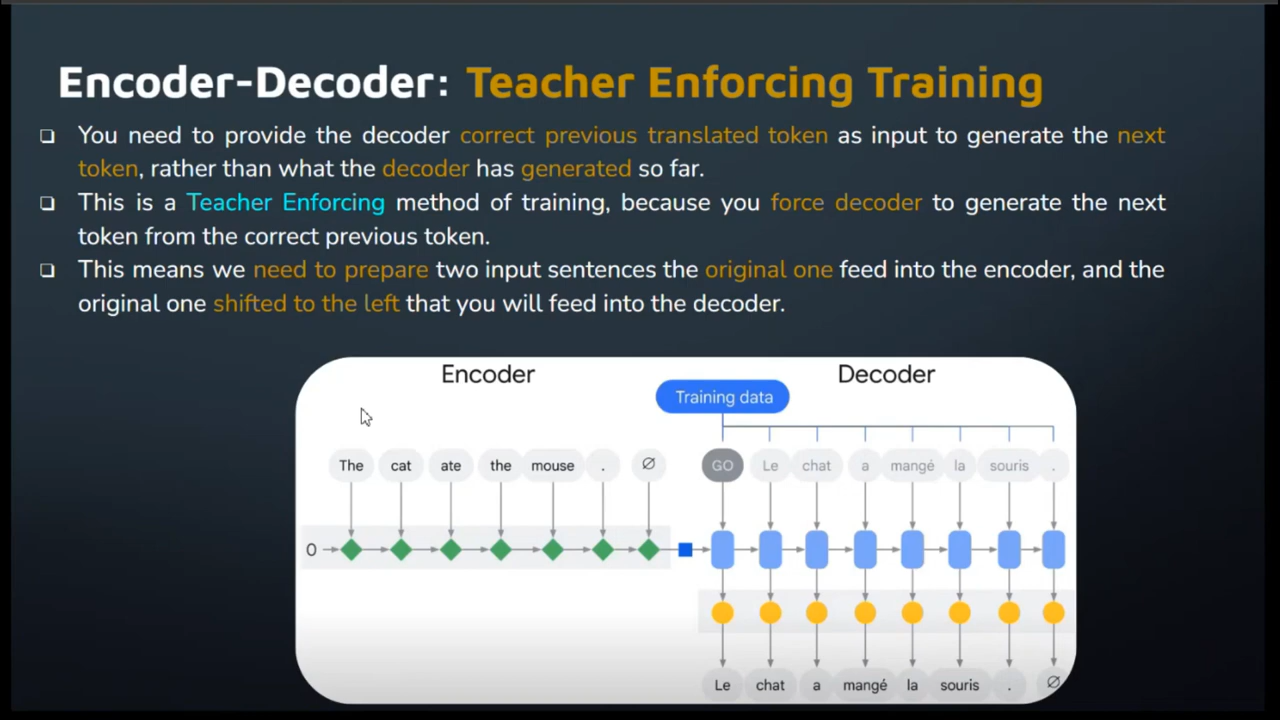 Encoder-Decoder: Teacher Enforcing Training
❏ You need to provide the decoder correct previous translated token as input to generate the next
token, rather than what the decoder has generated so far.
❏ This is a Teacher Enforcing method of training, because you force decoder to generate the next
token from the correct previous token.
❏ This means we need to prepare two input sentences the original one feed into the encoder, and the
original one shifted to the left that you will feed into the decoder.
Encoder
Decoder
Training data
The cat ate the mouse . ∅
GO Le chat a mangé la souris .
0
Le chat a mangé la souris . ∅